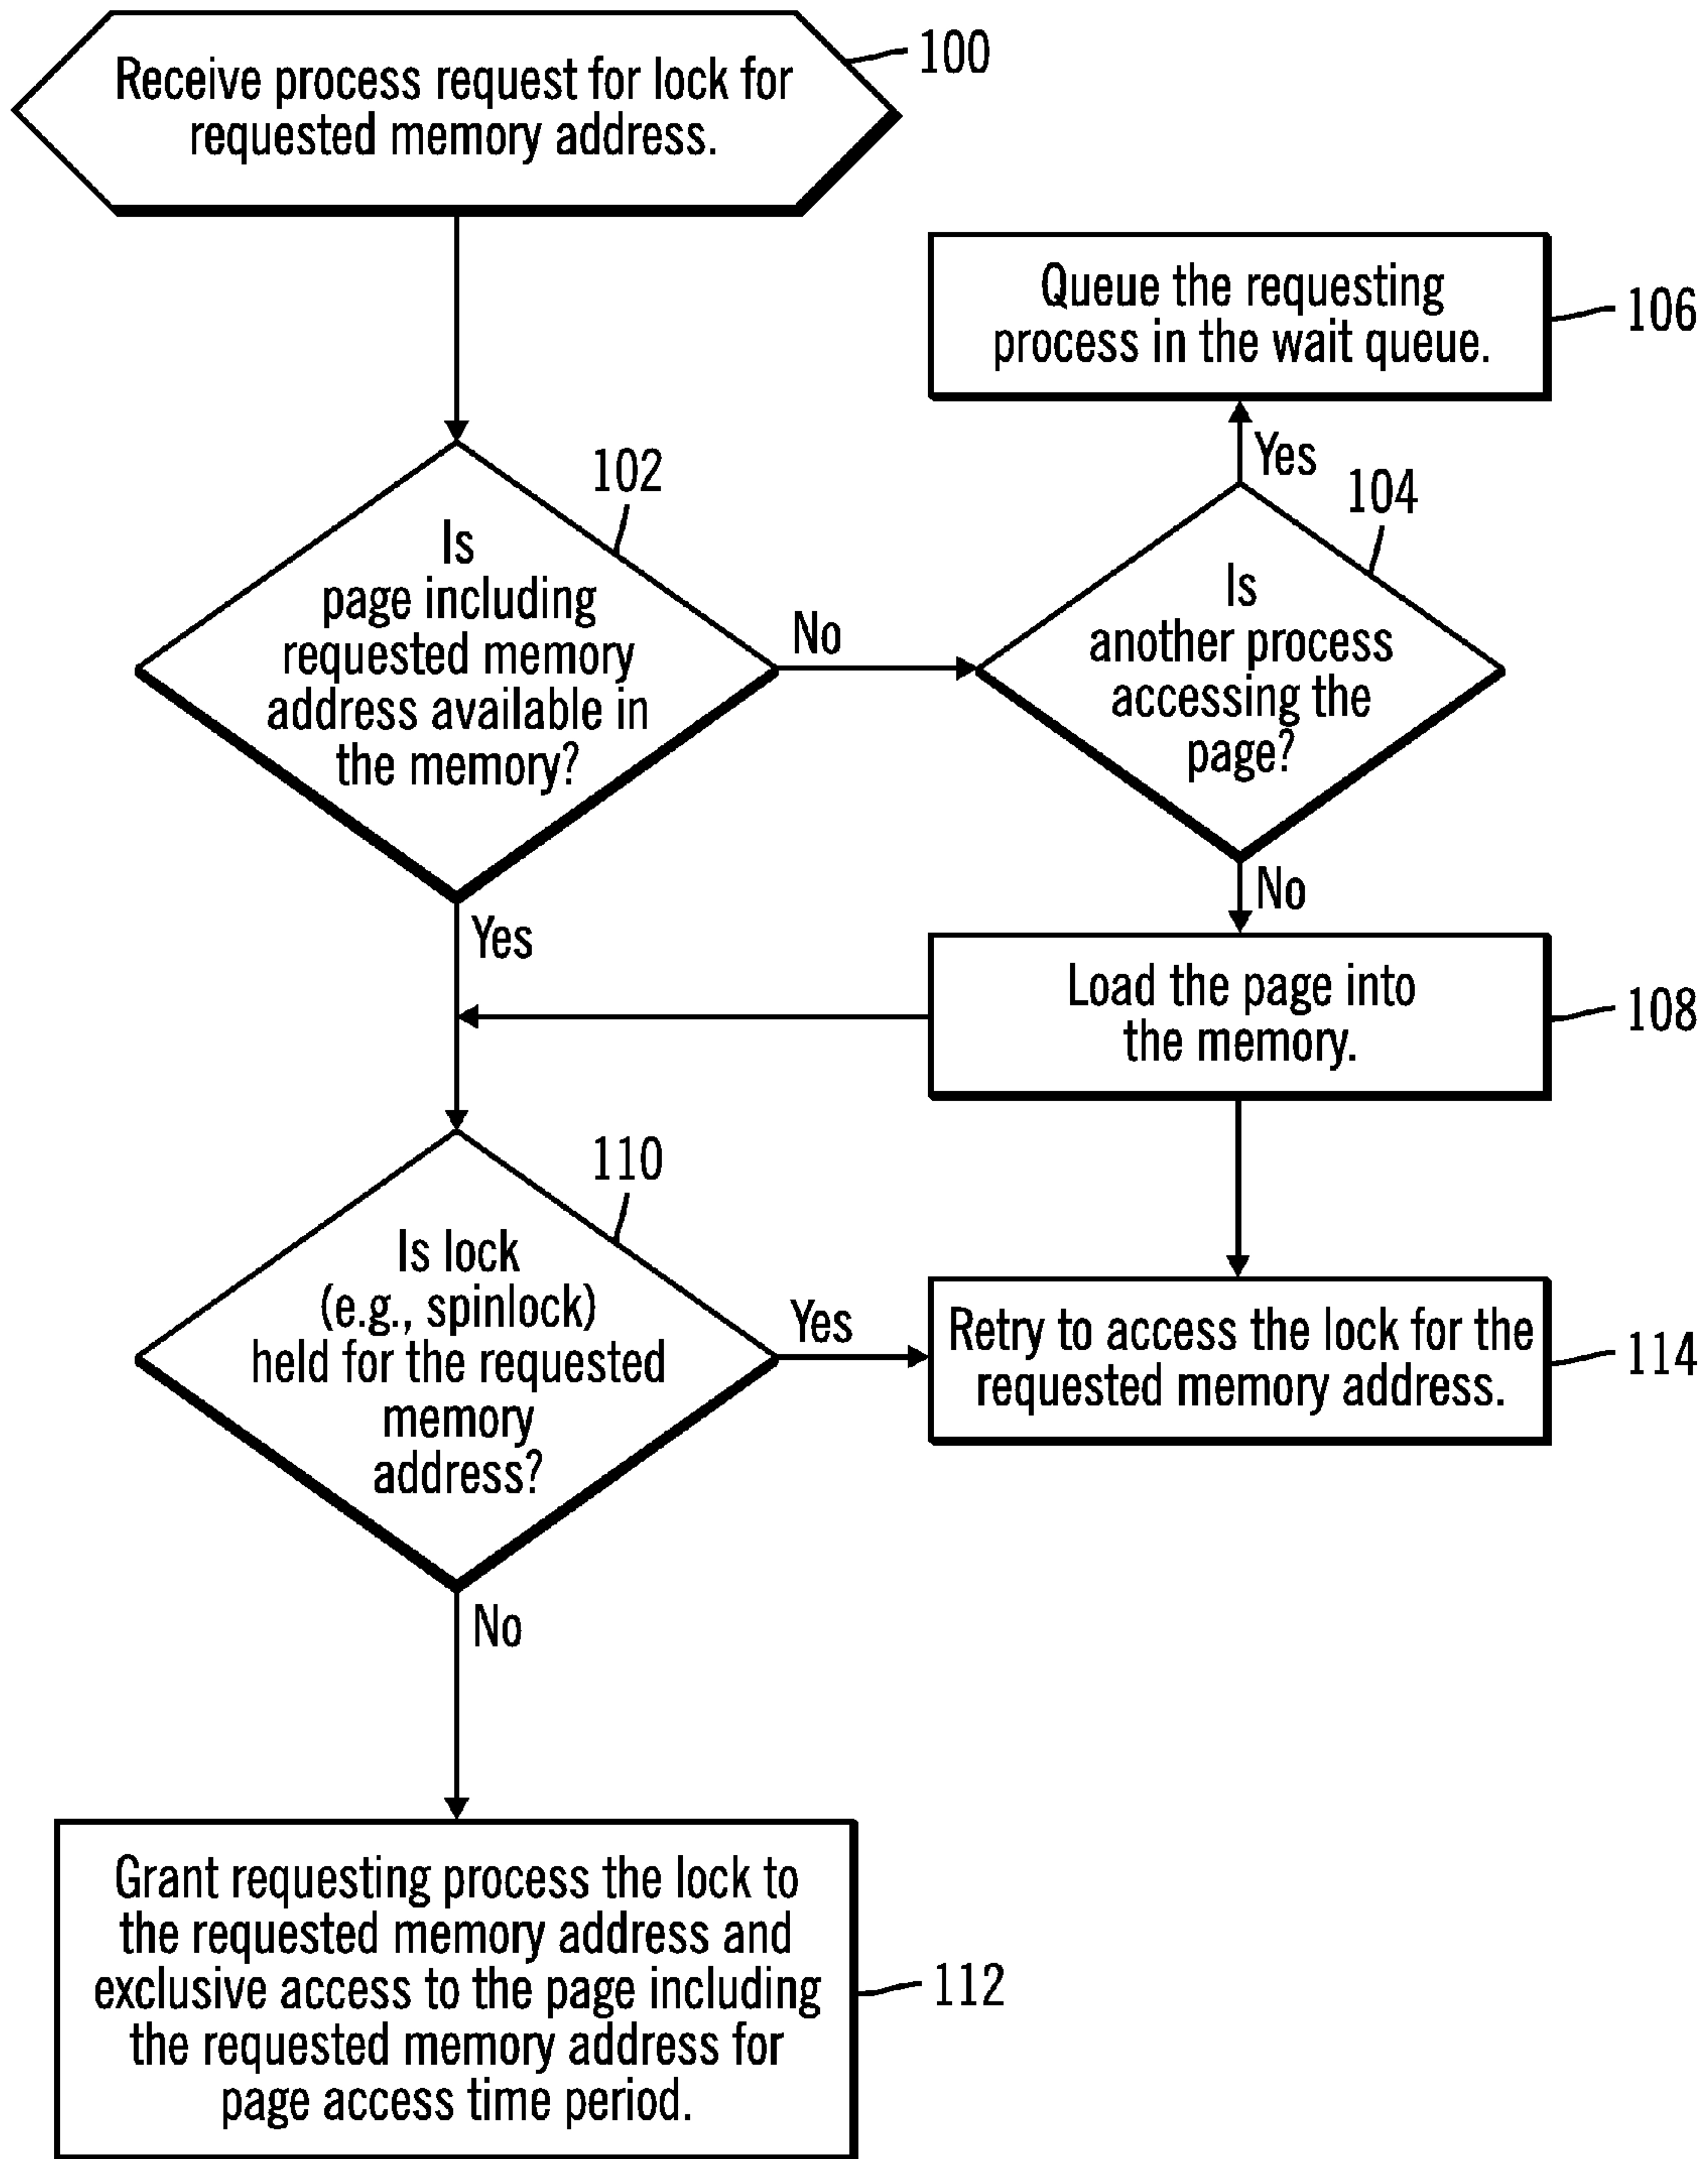 Receive process request for lock for
requested memory address.
100
Queue the requesting
process in the wait queue.
106
Yes
102
Is
page including
requested memory
address available in
the memory?
No
104
Is
another process
accessing the
page?
Yes
No
Load the page into
the memory.
108
110
Is lock
(e.g., spinlock)
held for the requested
memory
address?
Yes
Retry to access the lock for the
requested memory address.
114
No
Grant requesting process the lock to
the requested memory address and
exclusive access to the page including
the requested memory address for
page access time period.
112